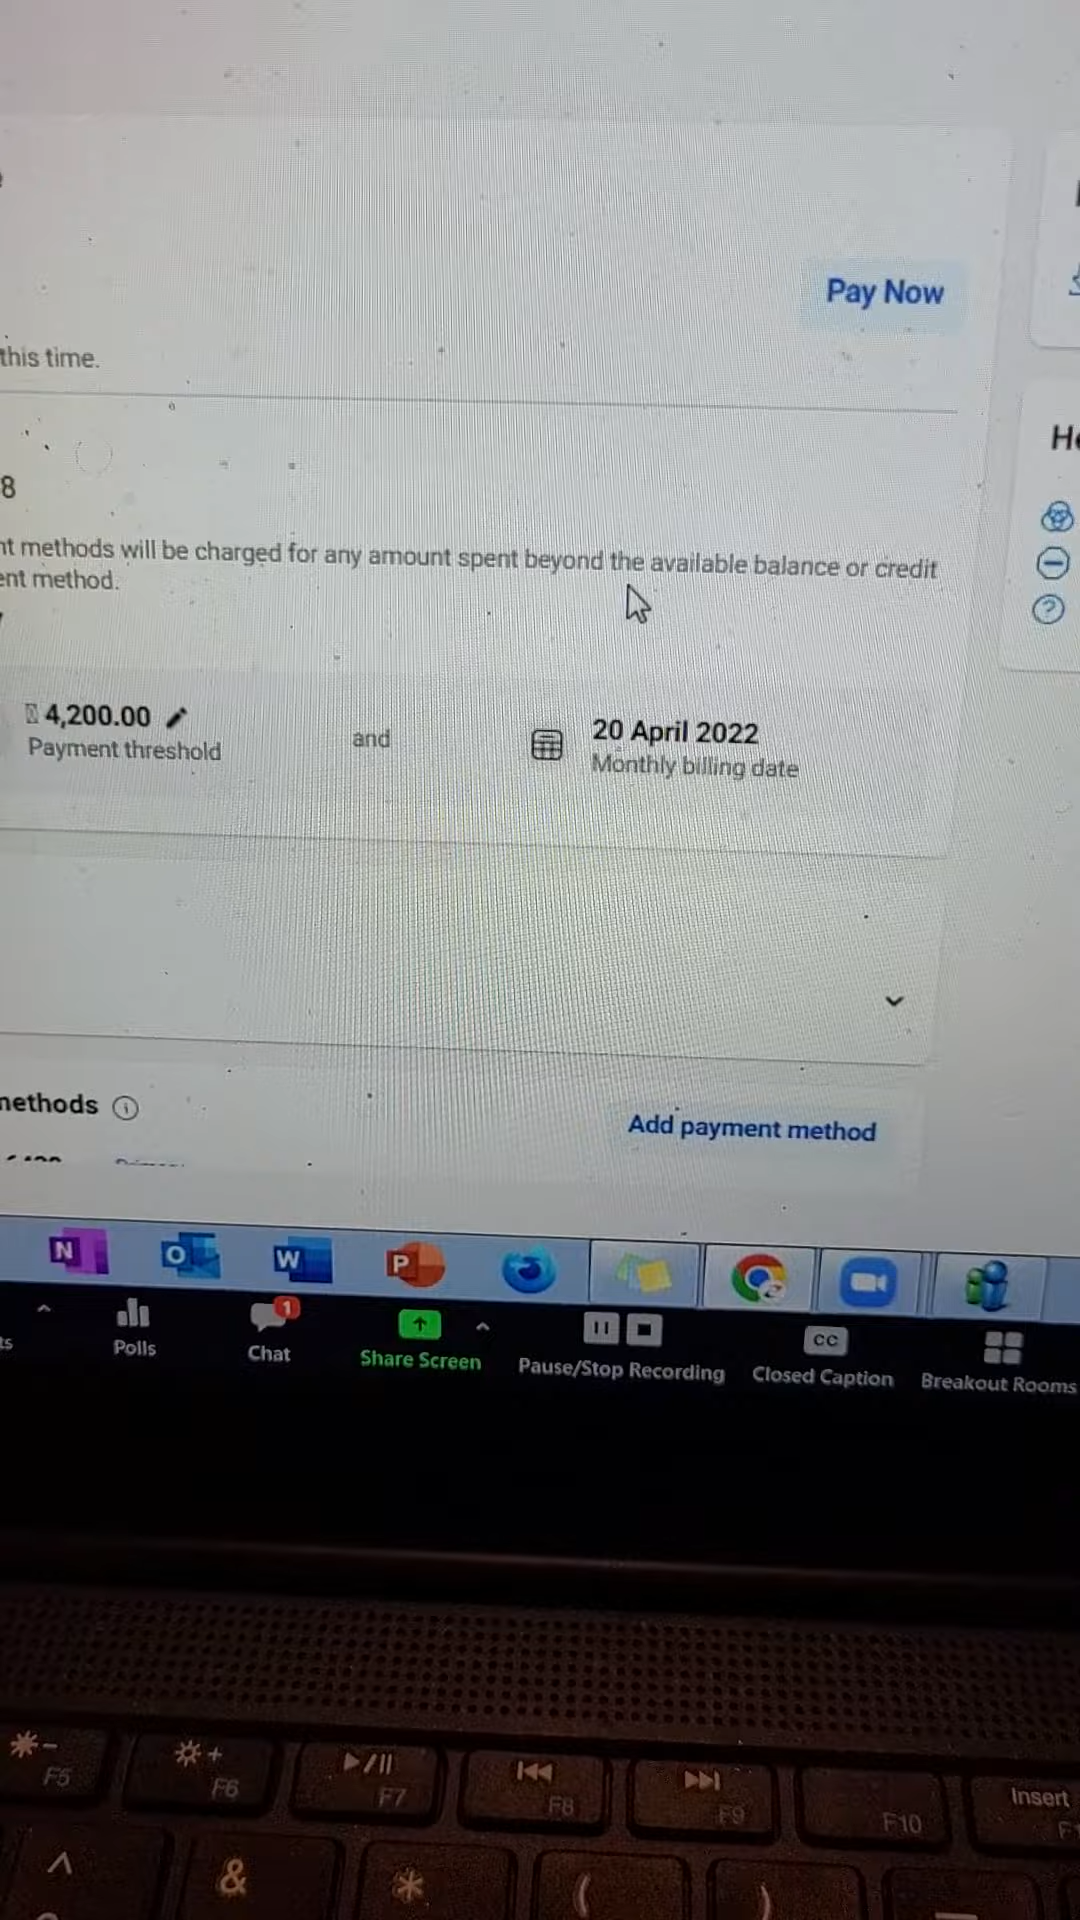 Pay Now
this time.
He
8
nt methods will be charged for any amount spent beyond the available balance or credit
ent method.
4,200.00
Payment threshold
and
20 April 2022
Monthly billing date
methods
Add payment method
N
O
W
P
ts
Polls
1
Chat
Share Screen
Pause/Stop Recording
CC
Closed Caption
Breakout Rooms
F5
F6
F7
F8
F9
F10
Insert
^
&
*
(
)